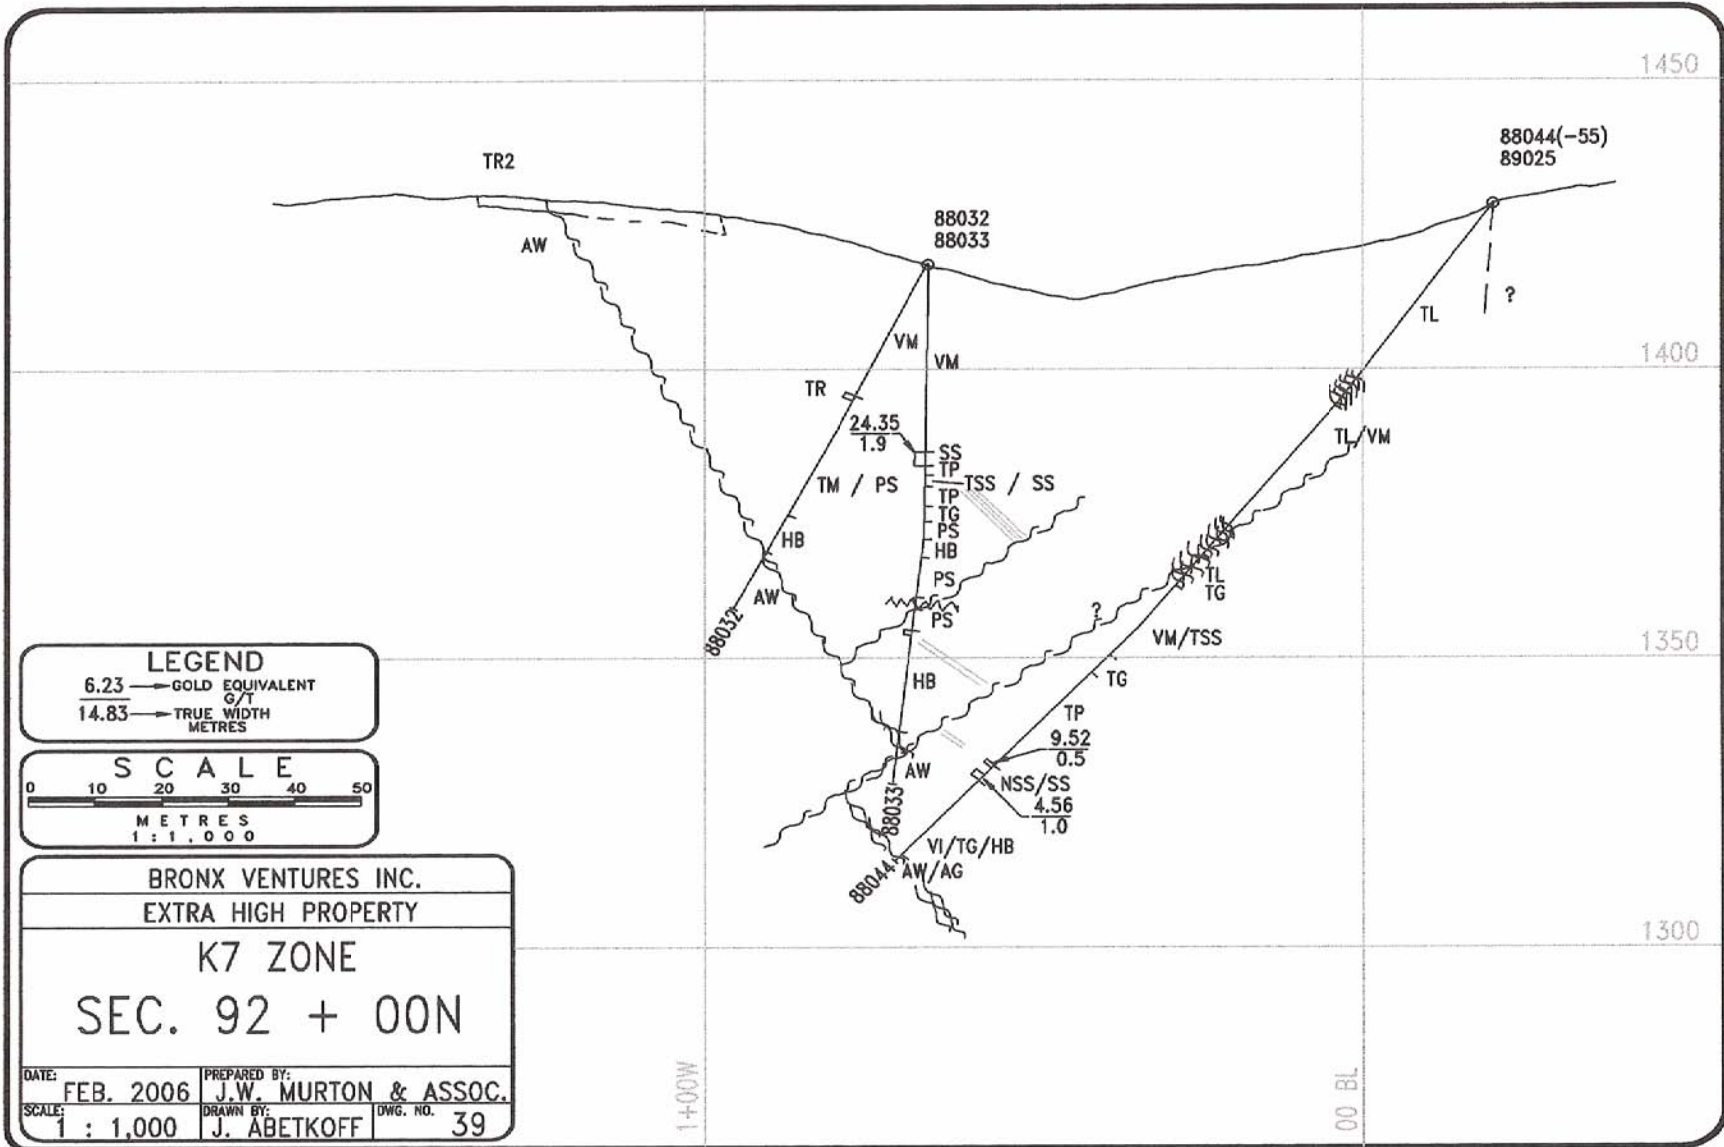 1450
88044(-55)
89025
TR2
88032
88033
AW
?
TL
VM
VM
1400
TR
24.35
1.9
TL/VM
SS
TP
TM / PS
TSS / SS
TP
TG
PS
HB
HB
PS
TL
TG
AW
?
PS
88032
VM/TSS
1350
TG
HB
TP
9.52
0.5
AW
NSS/SS
4.56
1.0
88033
VI/TG/HB
AW/AG
88044
1300
1+00W
00 BL
LEGEND
6.23 GOLD EQUIVALENT
G/T
14.83 TRUE WIDTH
METRES
SCALE
0 10 20 30 40 50
METRES
1 : 1,000
BRONX VENTURES INC.
EXTRA HIGH PROPERTY
K7 ZONE
SEC. 92 + 00N
DATE: FEB. 2006 PREPARED BY: J.W. MURTON & ASSOC.
SCALE: 1 : 1,000 DRAWN BY: J. ABETKOFF DWG. NO. 39